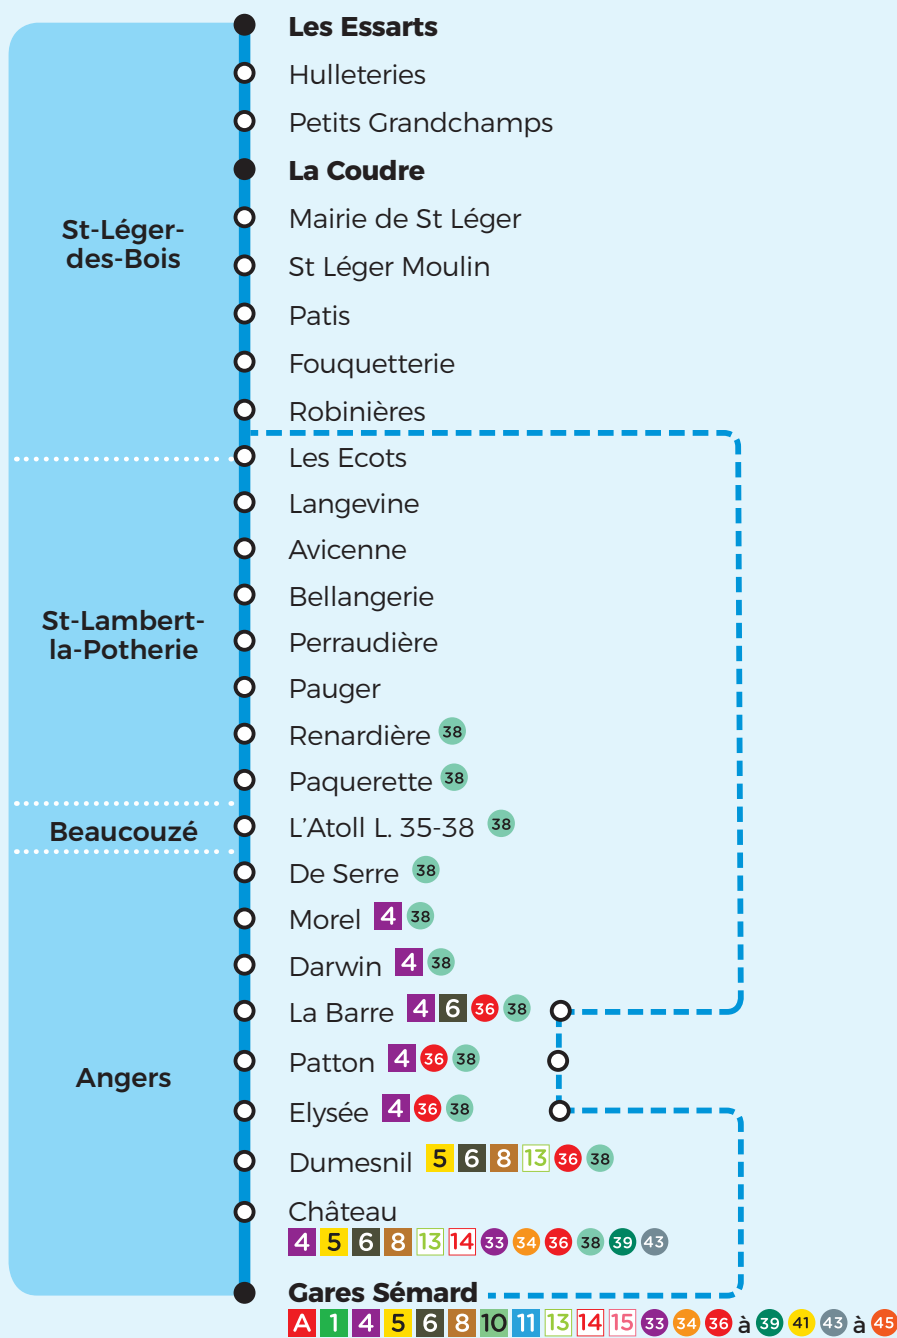 Les Essarts
Hulleteries
Petits Grandchamps
La Coudre
St-Léger-
des-Bois
Mairie de St Léger
St Léger Moulin
Patis
Fouquetterie
Robinières
Les Ecots
Langevine
Avicenne
Bellangerie
St-Lambert-
la-Potherie
Perraudière
Pauger
Renardière 38
Paquerette 38
Beaucouzé
L'Atoll L. 35-38 38
De Serre 38
Morel 4 38
Darwin 4 38
La Barre 4 6 36 38
Angers
Patton 4 36 38
Elysée 4 36 38
Dumesnil 5 6 8 13 36 38
Château
4 5 6 8 13 14 33 34 36 38 39 43
Gares Sémard
A 1 4 5 6 8 10 11 13 14 15 33 34 36 à 39 41 43 à 45